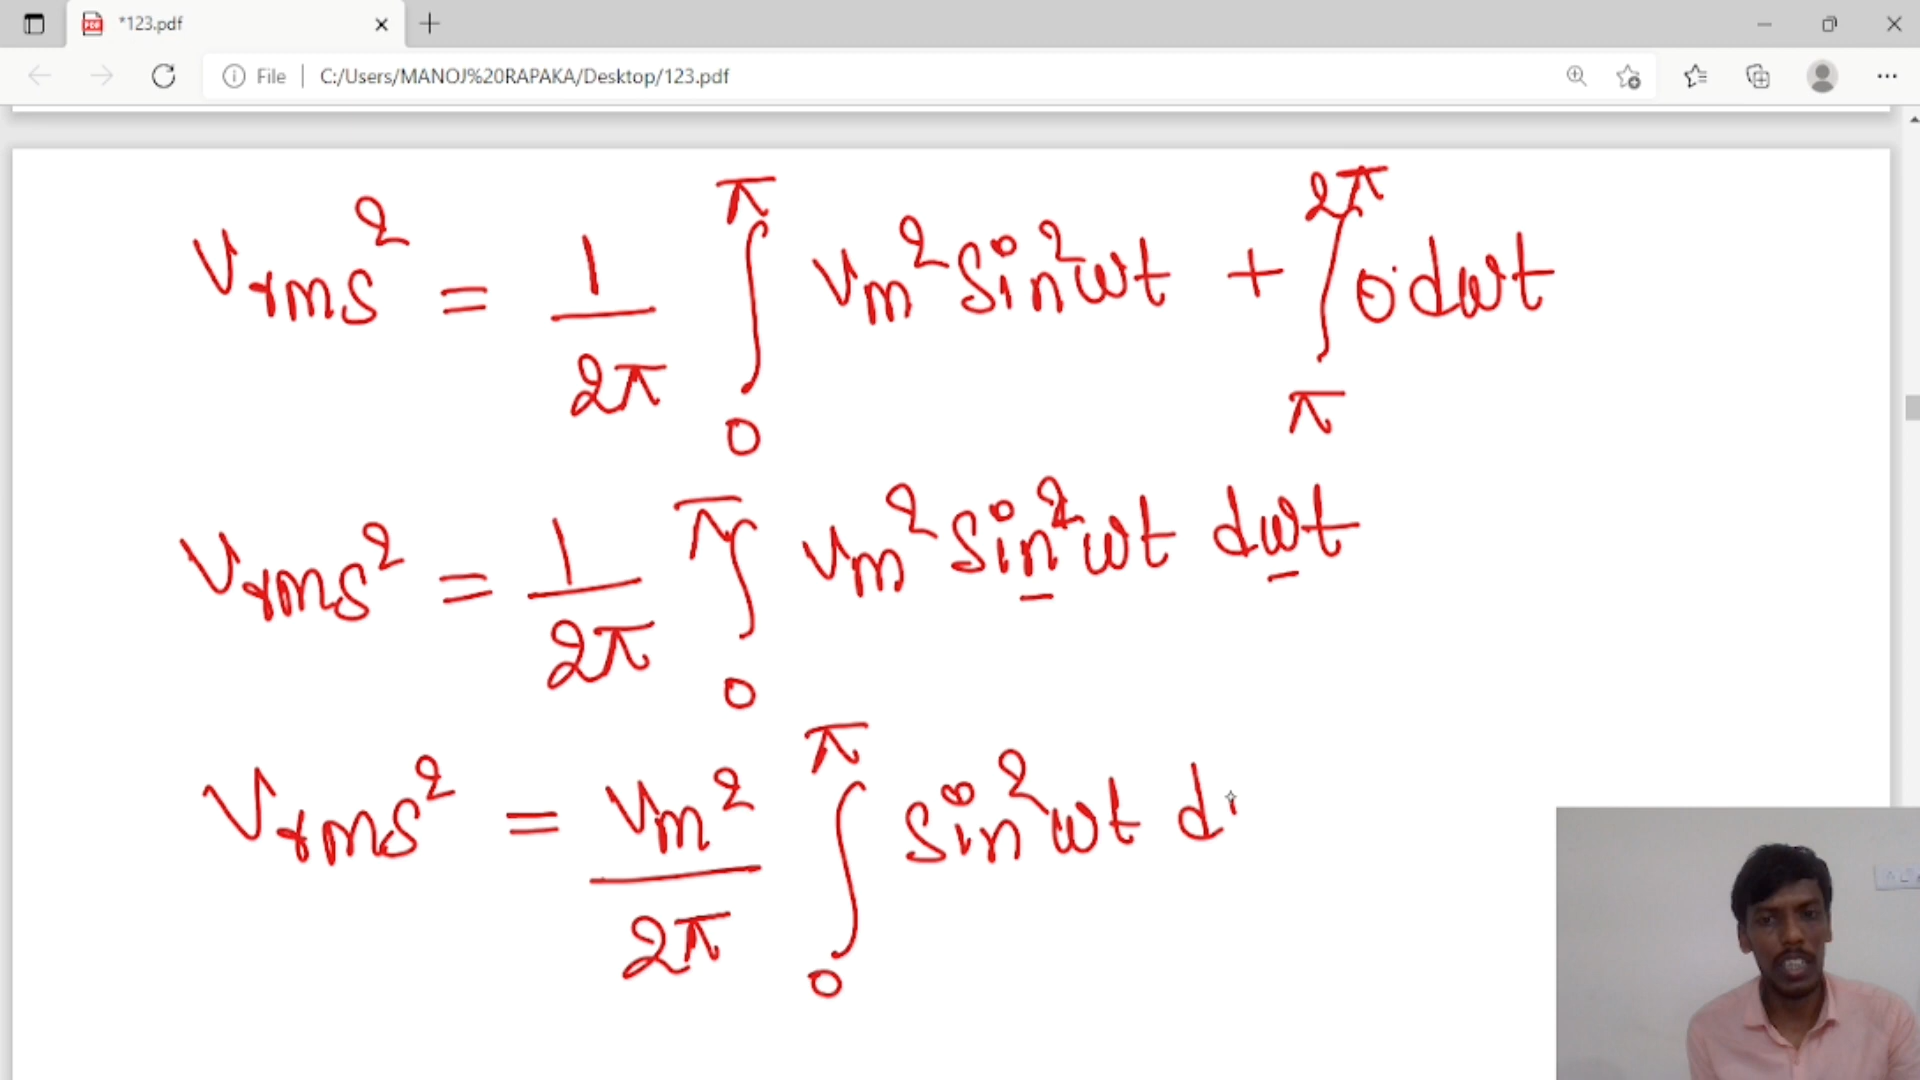 *123.pdf
File C:/Users/MANOJ%20RAPAKA/Desktop/123.pdf
Vrms² = 1/2π ∫₀^π Vm² sin²ωt + ∫π^2π 0·dωt
Vrms² = 1/2π ∫₀^π Vm² sin²ωt dωt
Vrms² = Vm²/2π ∫₀^π sin²ωt d